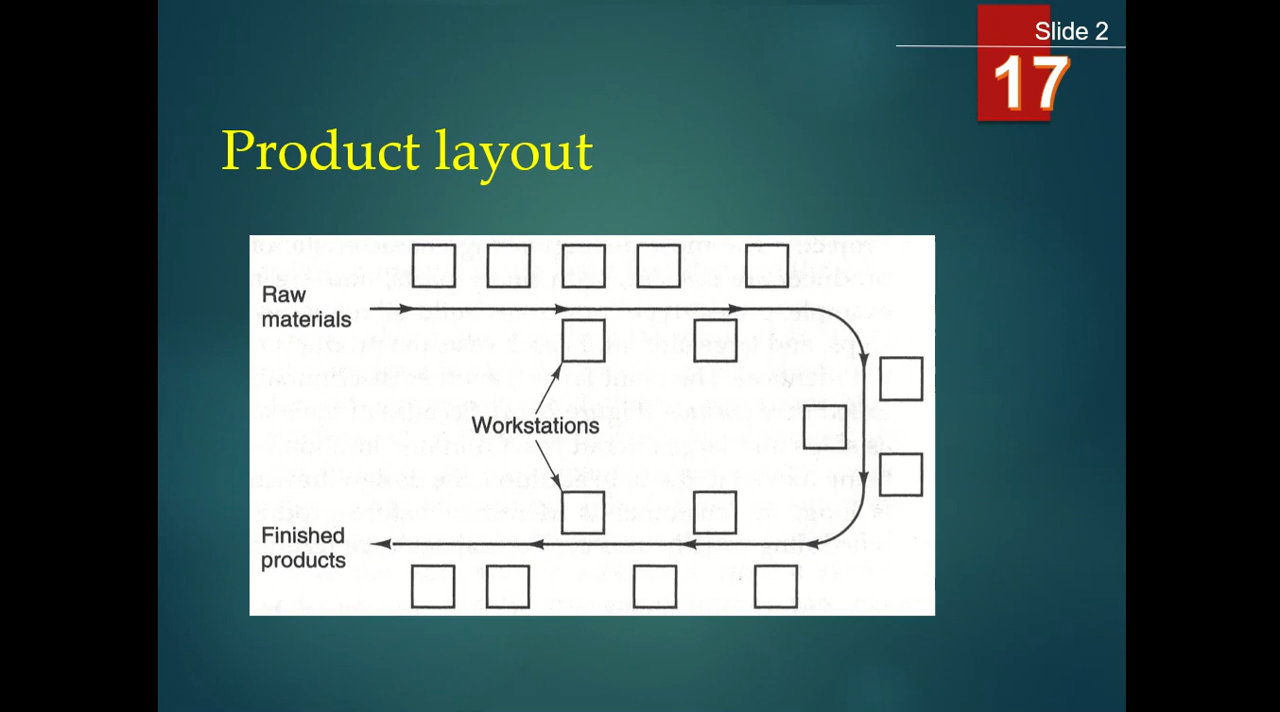 Slide 2
17
Product layout
Raw
materials
Workstations
Finished
products